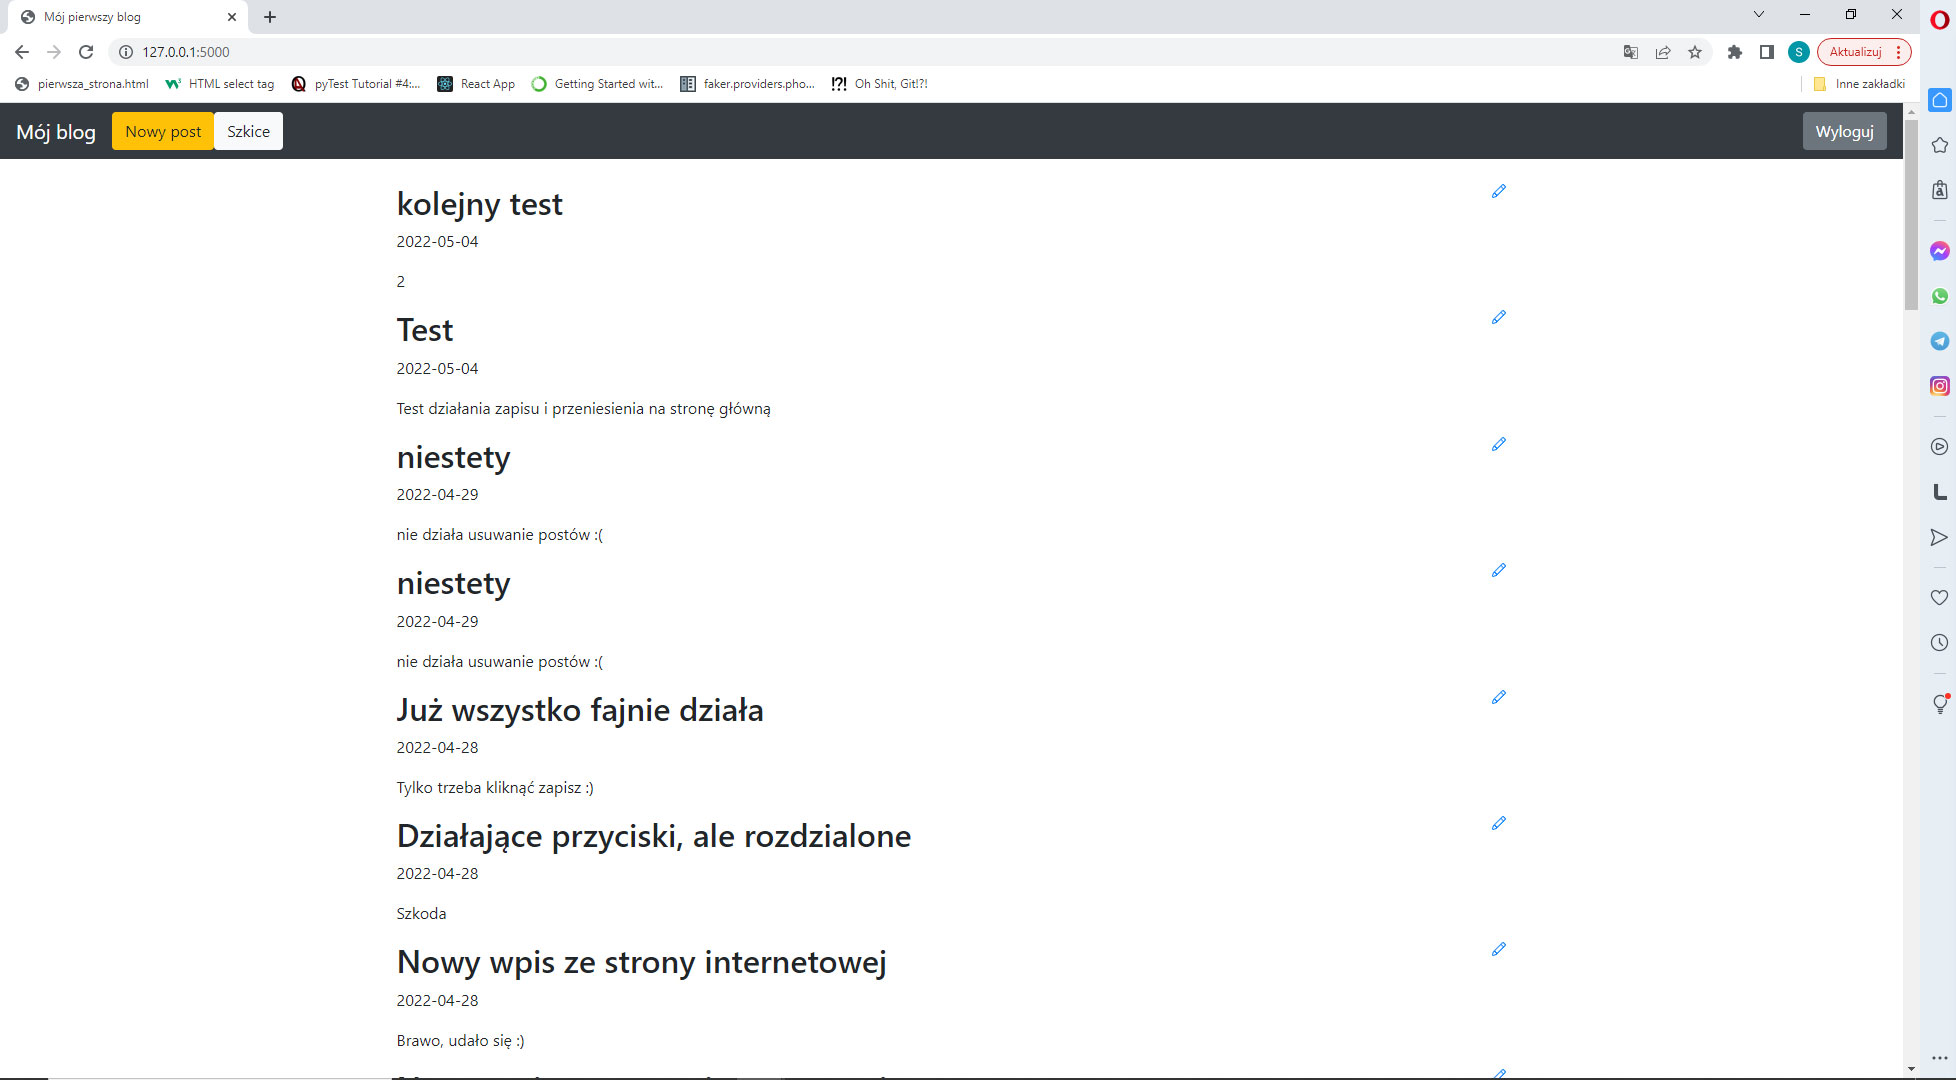 Mój pierwszy blog
127.0.0.1:5000
S
Aktualizuj
pierwsza_strona.html
HTML select tag
pyTest Tutorial #4:...
React App
Getting Started wit...
faker.providers.pho...
!?! Oh Shit, Git!?!
Inne zakładki
Mój blog
Nowy post
Szkice
Wyloguj
kolejny test
2022-05-04
2
Test
2022-05-04
Test działania zapisu i przeniesienia na stronę główną
niestety
2022-04-29
nie działa usuwanie postów :(
niestety
2022-04-29
nie działa usuwanie postów :(
Już wszystko fajnie działa
2022-04-28
Tylko trzeba kliknąć zapisz :)
Działające przyciski, ale rozdzialone
2022-04-28
Szkoda
Nowy wpis ze strony internetowej
2022-04-28
Brawo, udało się :)